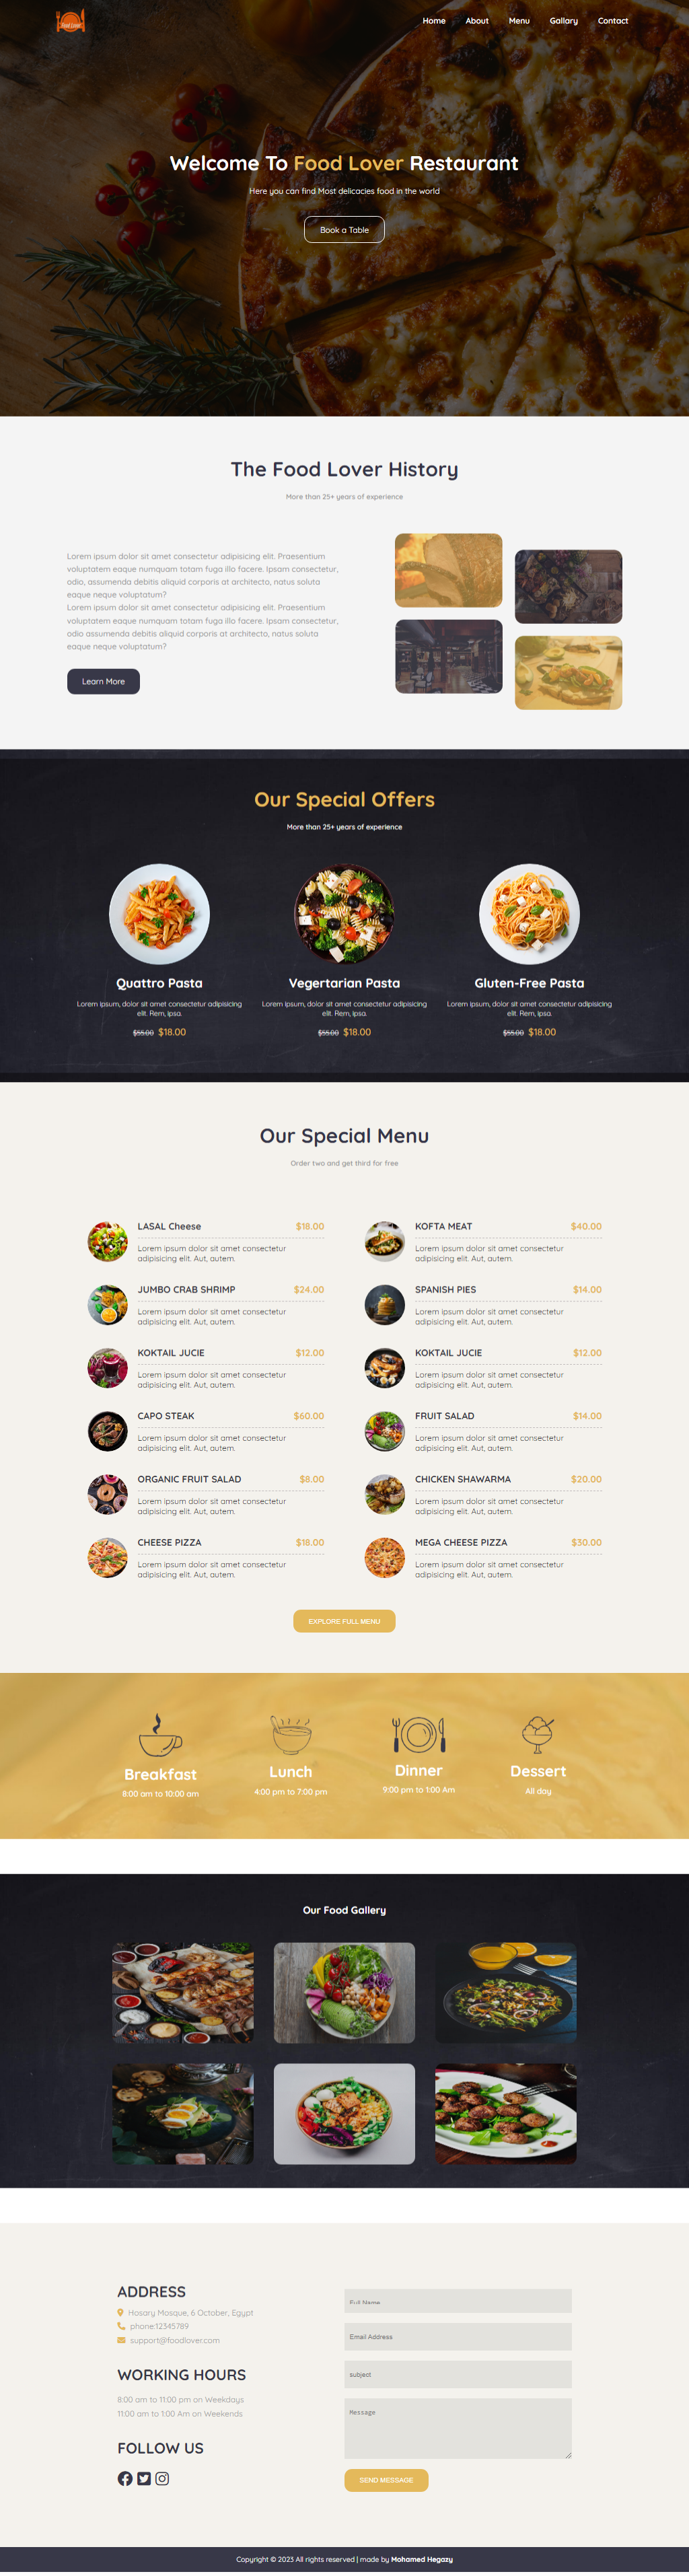 Food Lover
Home About Menu Gallary Contact
Welcome To Food Lover Restaurant
Here you can find Most delicacies food in the world
Book a Table
The Food Lover History
More than 25+ years of experience
Lorem ipsum dolor sit amet consectetur adipisicing elit. Praesentium
voluptatem eaque numquam totam fuga illo facere. Ipsam consectetur,
odio, assumenda debitis aliquid corporis at architecto, natus soluta
eaque neque voluptatum?
Lorem ipsum dolor sit amet consectetur adipisicing elit. Praesentium
voluptatem eaque numquam totam fuga illo facere. Ipsam consectetur,
odio assumenda debitis aliquid corporis at architecto, natus soluta
eaque neque voluptatum?
Learn More
Our Special Offers
More than 25+ years of experience
Quattro Pasta
Lorem ipsum, dolor sit amet consectetur adipisicing
elit. Rem, ipsa.
$55.00 $18.00
Vegetarian Pasta
Lorem ipsum, dolor sit amet consectetur adipisicing
elit. Rem, ipsa.
$55.00 $18.00
Gluten-Free Pasta
Lorem ipsum, dolor sit amet consectetur adipisicing
elit. Rem, ipsa.
$55.00 $18.00
Our Special Menu
Order two and get third for free
LASAL Cheese $18.00
Lorem ipsum dolor sit amet consectetur
adipisicing elit. Aut, autem.
KOFTA MEAT $40.00
Lorem ipsum dolor sit amet consectetur
adipisicing elit. Aut, autem.
JUMBO CRAB SHRIMP $24.00
Lorem ipsum dolor sit amet consectetur
adipisicing elit. Aut, autem.
SPANISH PIES $14.00
Lorem ipsum dolor sit amet consectetur
adipisicing elit. Aut, autem.
KOKTAIL JUCIE $12.00
Lorem ipsum dolor sit amet consectetur
adipisicing elit. Aut, autem.
KOKTAIL JUCIE $12.00
Lorem ipsum dolor sit amet consectetur
adipisicing elit. Aut, autem.
CAPO STEAK $60.00
Lorem ipsum dolor sit amet consectetur
adipisicing elit. Aut, autem.
FRUIT SALAD $14.00
Lorem ipsum dolor sit amet consectetur
adipisicing elit. Aut, autem.
ORGANIC FRUIT SALAD $8.00
Lorem ipsum dolor sit amet consectetur
adipisicing elit. Aut, autem.
CHICKEN SHAWARMA $20.00
Lorem ipsum dolor sit amet consectetur
adipisicing elit. Aut, autem.
CHEESE PIZZA $18.00
Lorem ipsum dolor sit amet consectetur
adipisicing elit. Aut, autem.
MEGA CHEESE PIZZA $30.00
Lorem ipsum dolor sit amet consectetur
adipisicing elit. Aut, autem.
EXPLORE FULL MENU
Breakfast
8:00 am to 10:00 am
Lunch
4:00 pm to 7:00 pm
Dinner
9:00 pm to 1:00 Am
Dessert
All day
Our Food Gallery
ADDRESS
Hosary Mosque, 6 October, Egypt
phone:12345789
support@foodlover.com
WORKING HOURS
8:00 am to 11:00 pm on Weekdays
11:00 am to 1:00 Am on Weekends
FOLLOW US
Full Name
Email Address
subject
Message
SEND MESSAGE
Copyright © 2023 All rights reserved | made by Mohamed Hegazy